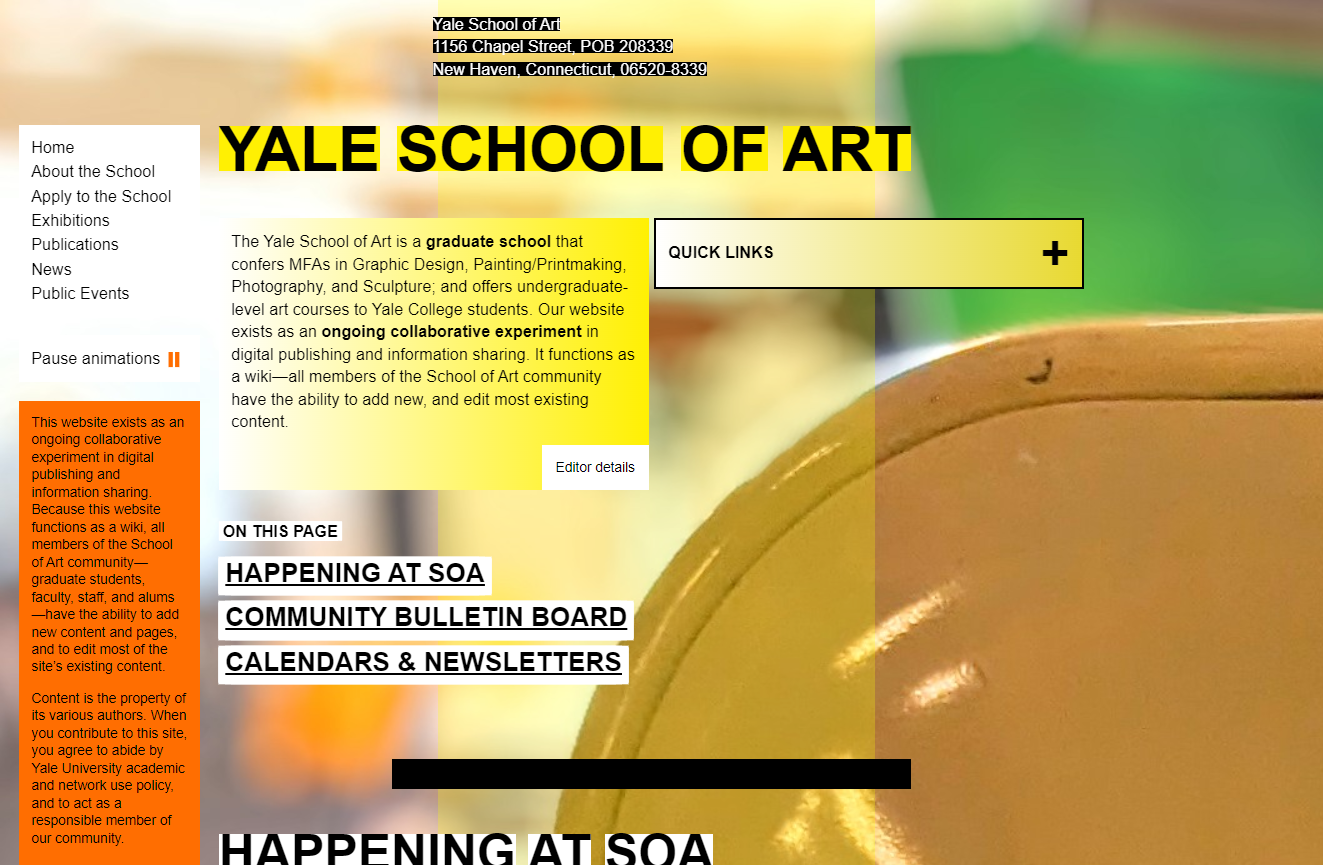 Yale School of Art
1156 Chapel Street, POB 208339
New Haven, Connecticut, 06520-8339
YALE SCHOOL OF ART
Home
About the School
Apply to the School
Exhibitions
Publications
News
Public Events
Pause animations
This website exists as an
ongoing collaborative
experiment in digital
publishing and
information sharing.
Because this website
functions as a wiki, all
members of the School
of Art community—
graduate students,
faculty, staff, and alums
—have the ability to add
new content and pages,
and to edit most of the
site's existing content.
Content is the property of
its various authors. When
you contribute to this site,
you agree to abide by
Yale University academic
and network use policy,
and to act as a
responsible member of
our community.
The Yale School of Art is a graduate school that
confers MFAs in Graphic Design, Painting/Printmaking,
Photography, and Sculpture; and offers undergraduate-
level art courses to Yale College students. Our website
exists as an ongoing collaborative experiment in
digital publishing and information sharing. It functions as
a wiki—all members of the School of Art community
have the ability to add new, and edit most existing
content.
Editor details
QUICK LINKS +
ON THIS PAGE
HAPPENING AT SOA
COMMUNITY BULLETIN BOARD
CALENDARS & NEWSLETTERS
HAPPENING AT SOA